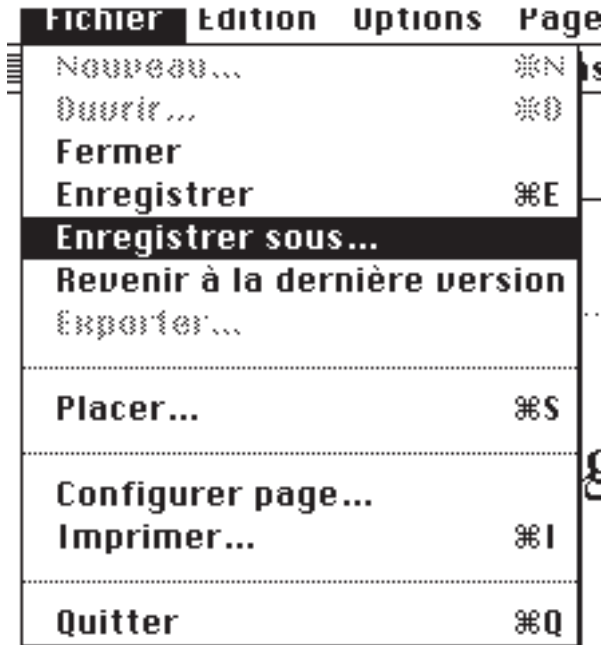 Fichier Edition Options Page
Nouveau... ⌘N
Ouvrir... ⌘O
Fermer
Enregistrer ⌘E
Enregistrer sous...
Revenir à la dernière version
Exporter...
Placer... ⌘S
Configurer page...
Imprimer... ⌘I
Quitter ⌘Q